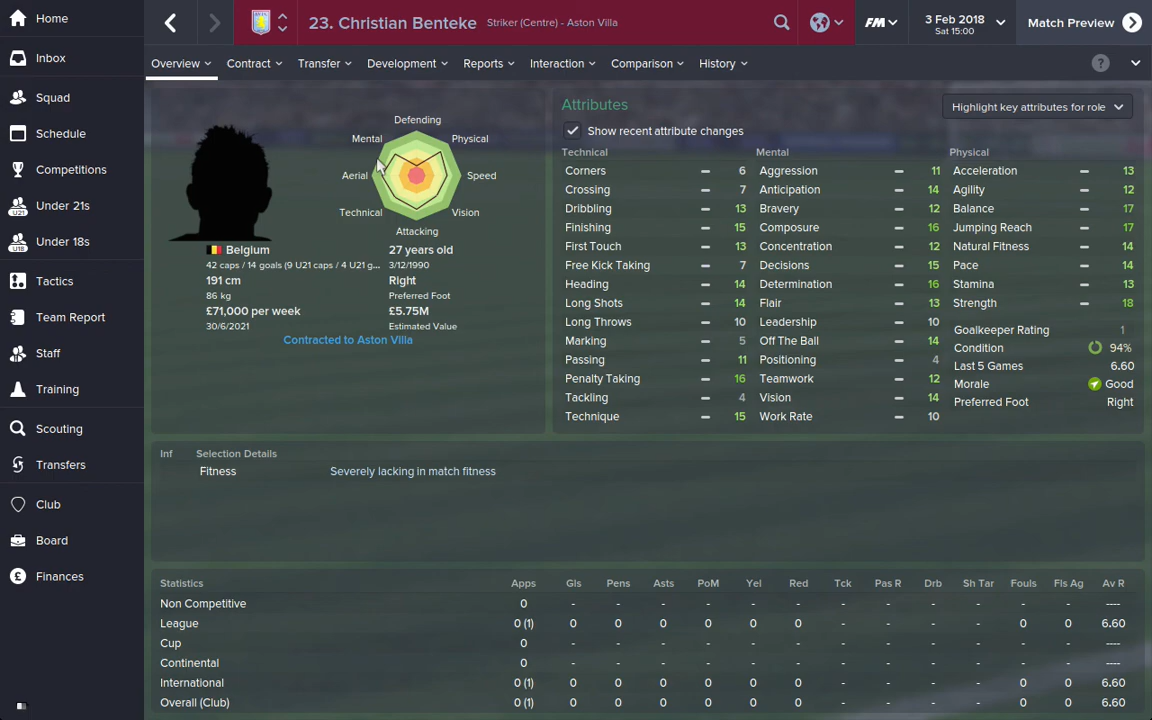 Home
Inbox
Squad
Schedule
Competitions
Under 21s
Under 18s
Tactics
Team Report
Staff
Training
Scouting
Transfers
Club
Board
Finances
23. Christian Benteke Striker (Centre) - Aston Villa
FM
3 Feb 2018
Sat 15:00
Match Preview
Overview Contract Transfer Development Reports Interaction Comparison History ?
Defending
Mental Physical
Aerial Speed
Technical Vision
Attacking
Belgium 27 years old
42 caps / 14 goals (9 U21 caps / 4 U21 g... 3/12/1990
191 cm Right
86 kg Preferred Foot
£71,000 per week £5.75M
30/6/2021 Estimated Value
Contracted to Aston Villa
Attributes Highlight key attributes for role
Show recent attribute changes
Technical Mental Physical
Corners - 6 Aggression - 11 Acceleration - 13
Crossing - 7 Anticipation - 14 Agility - 12
Dribbling - 13 Bravery - 12 Balance - 17
Finishing - 15 Composure - 16 Jumping Reach - 17
First Touch - 13 Concentration - 12 Natural Fitness - 14
Free Kick Taking - 7 Decisions - 15 Pace - 14
Heading - 14 Determination - 16 Stamina - 13
Long Shots - 14 Flair - 13 Strength - 18
Long Throws - 10 Leadership - 10 Goalkeeper Rating 1
Marking - 5 Off The Ball - 14 Condition 94%
Passing - 11 Positioning - 4 Last 5 Games 6.60
Penalty Taking - 16 Teamwork - 12 Morale Good
Tackling - 4 Vision - 14 Preferred Foot Right
Technique - 15 Work Rate - 10
Inf Selection Details
Fitness Severely lacking in match fitness
Statistics Apps Gls Pens Asts PoM Yel Red Tck Pas R Drb Sh Tar Fouls Fls Ag Av R
Non Competitive 0 - - - - - - - - - - - - ----
League 0 (1) 0 0 0 0 0 0 - - - - 0 0 6.60
Cup 0 - - - - - - - - - - - - ----
Continental 0 - - - - - - - - - - - - ----
International 0 (1) 0 0 0 0 0 0 - - - - 0 0 6.60
Overall (Club) 0 (1) 0 0 0 0 0 0 - - - - 0 0 6.60